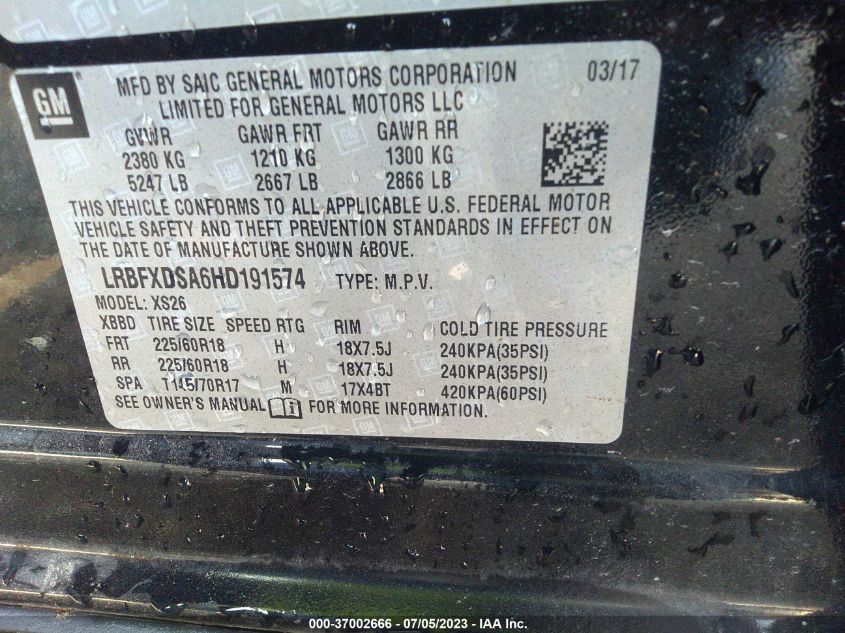 GM
MFD BY SAIC GENERAL MOTORS CORPORATION 03/17
LIMITED FOR GENERAL MOTORS LLC
GVWR GAWR FRT GAWR RR
2380 KG 1210 KG 1300 KG
5247 LB 2667 LB 2866 LB
THIS VEHICLE CONFORMS TO ALL APPLICABLE U.S. FEDERAL MOTOR
VEHICLE SAFETY AND THEFT PREVENTION STANDARDS IN EFFECT ON
THE DATE OF MANUFACTURE SHOWN ABOVE.
LRBFXDSA6HD191574 TYPE: M.P.V.
MODEL: XS26
XBBD TIRE SIZE SPEED RTG RIM COLD TIRE PRESSURE
FRT 225/60R18 H 18X7.5J 240KPA(35PSI)
RR 225/60R18 H 18X7.5J 240KPA(35PSI)
SPA T145/70R17 M 17X4BT 420KPA(60PSI)
SEE OWNER'S MANUAL FOR MORE INFORMATION.
000-37002666 - 07/05/2023 - IAA Inc.